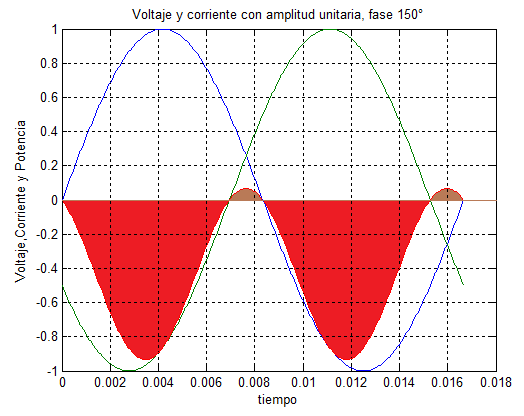 Voltaje y corriente con amplitud unitaria, fase 150°
Voltaje,Corriente y Potencia
1
0.8
0.6
0.4
0.2
0
-0.2
-0.4
-0.6
-0.8
-1
0 0.002 0.004 0.006 0.008 0.01 0.012 0.014 0.016 0.018
tiempo